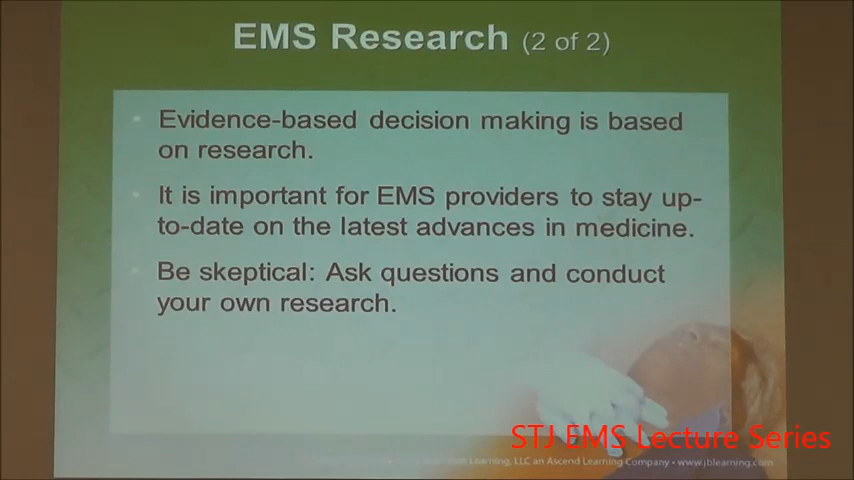 EMS Research (2 of 2)
• Evidence-based decision making is based
on research.
• It is important for EMS providers to stay up-
to-date on the latest advances in medicine.
• Be skeptical: Ask questions and conduct
your own research.
STJ EMS Lecture Series
Learning, LLC an Ascend Learning Company • www.jblearning.com